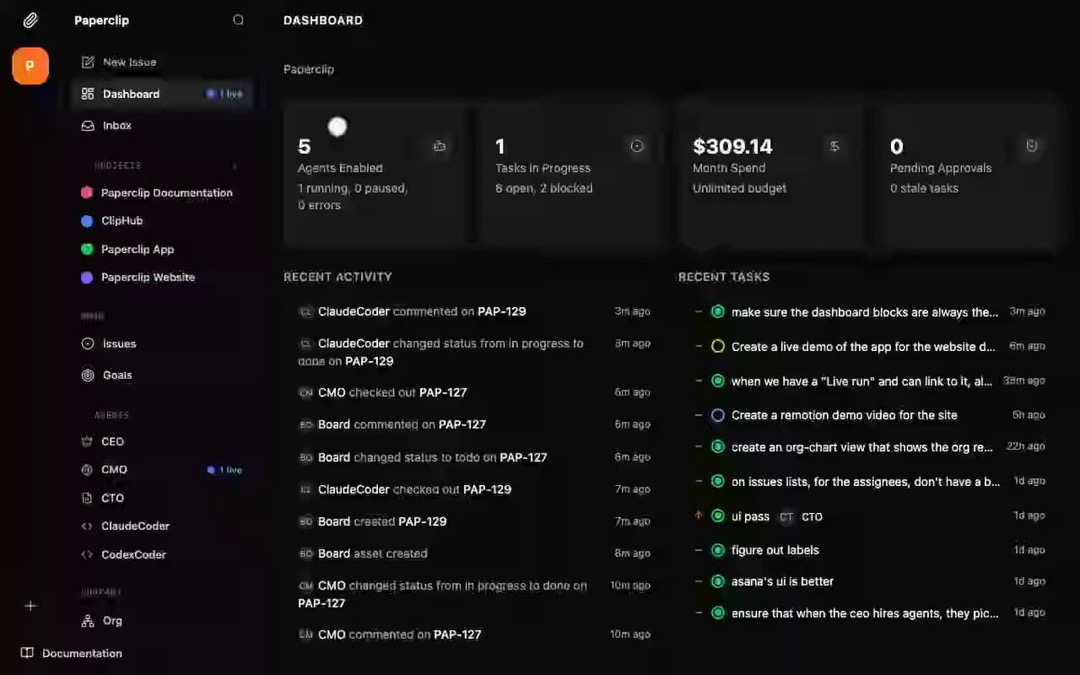 Paperclip
P
New Issue
Dashboard
1 live
Inbox
PROJECTS
Paperclip Documentation
ClipHub
Paperclip App
Paperclip Website
Issues
Goals
AGENTS
CEO
CMO
1 live
CTO
ClaudeCoder
CodexCoder
COMPANY
Org
Documentation
DASHBOARD
Paperclip
5
Agents Enabled
1 running, 0 paused,
0 errors
1
Tasks In Progress
6 open, 2 blocked
$309.14
Month Spend
Unlimited budget
0
Pending Approvals
0 stale tasks
RECENT ACTIVITY
ClaudeCoder commented on PAP-129 3m ago
ClaudeCoder changed status from in progress to
done on PAP-129 3m ago
CMO checked out PAP-127 6m ago
BO Board commented on PAP-127 6m ago
BO Board changed status to todo on PAP-127 6m ago
ClaudeCoder checked out PAP-129 7m ago
BO Board created PAP-129 7m ago
BO Board asset created 8m ago
CM CMO changed status from in progress to done on
PAP-127 10m ago
CM CMO commented on PAP-127 10m ago
RECENT TASKS
make sure the dashboard blocks are always the... 3m ago
Create a live demo of the app for the website d... 6m ago
when we have a "Live run" and can link to it, al... ago
Create a remotion demo video for the site 5h ago
create an org-chart view that shows the org re... 22h ago
on issues lists, for the assignees, don't have a b... 1d ago
ui pass CT CTO 1d ago
figure out labels 1d ago
asana's ui is better 1d ago
ensure that when the ceo hires agents, they pic... 1d ago